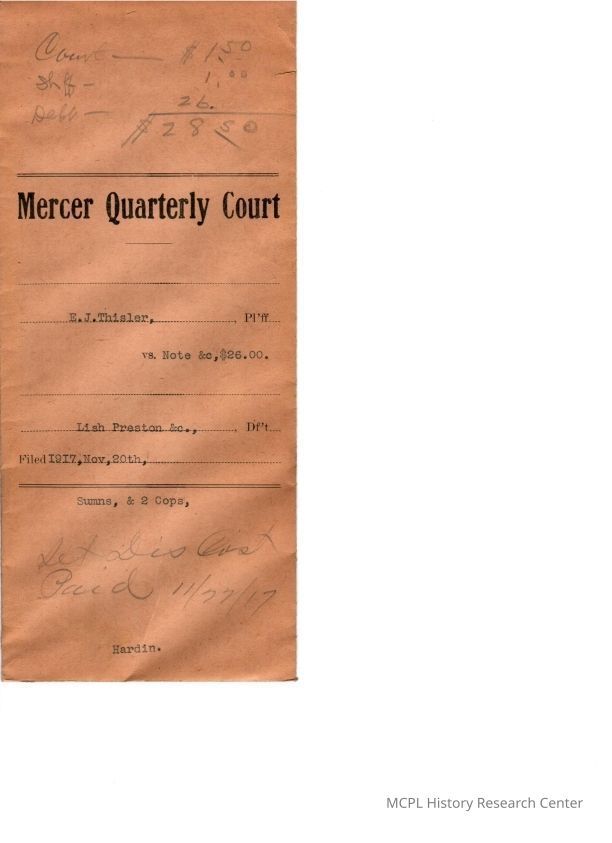 Court — $1.50
Shff — 1.00
Debt — 26.
$28 50
Mercer Quarterly Court
E.J.Thisler, Pl'ff
vs. Note &c,$26.00.
Lish Preston &c., Df't
Filed 1917,Nov,20th,
Sumns, & 2 Cops,
Set Dis Cost
Paid 11/22/17
Hardin.
MCPL History Research Center